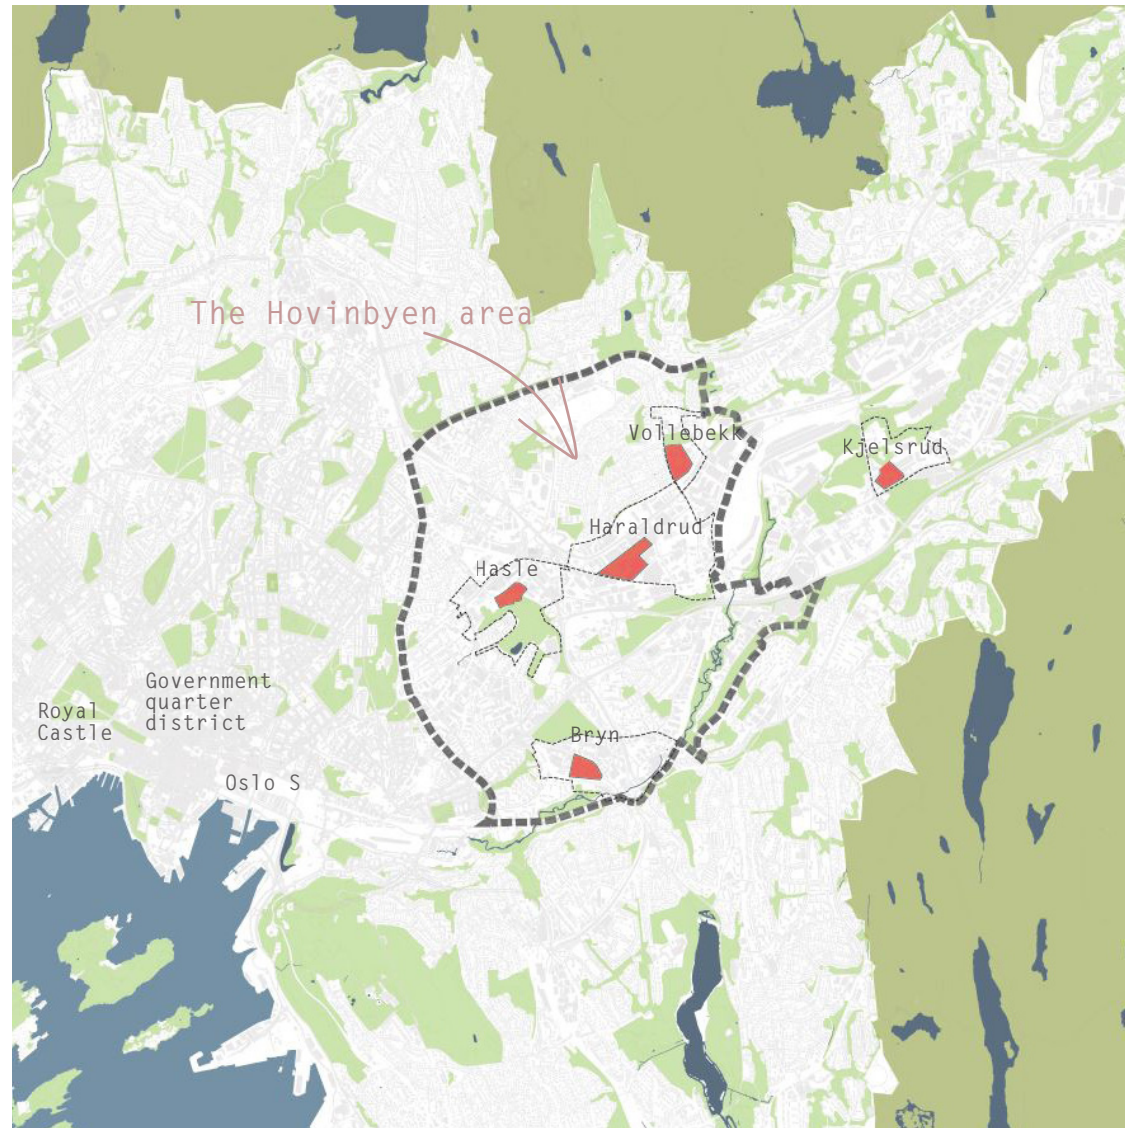 The Hovinbyen area
Vollebekk
Kjelsrud
Haraldrud
Hasle
Government
quarter
district
Royal
Castle
Bryn
Oslo S